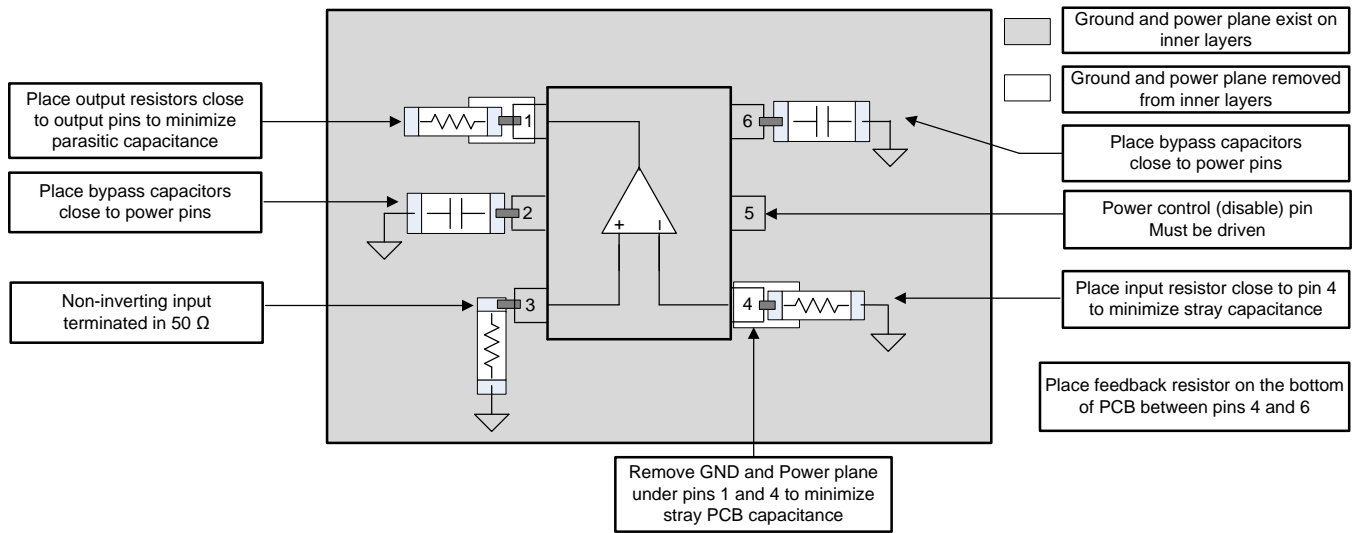 Ground and power plane exist on
inner layers
Ground and power plane removed
from inner layers
Place output resistors close
to output pins to minimize
parasitic capacitance
Place bypass capacitors
close to power pins
Non-inverting input
terminated in 50 Ω
1
2
3
6
5
4
+
Place bypass capacitors
close to power pins
Power control (disable) pin
Must be driven
Place input resistor close to pin 4
to minimize stray capacitance
Place feedback resistor on the bottom
of PCB between pins 4 and 6
Remove GND and Power plane
under pins 1 and 4 to minimize
stray PCB capacitance